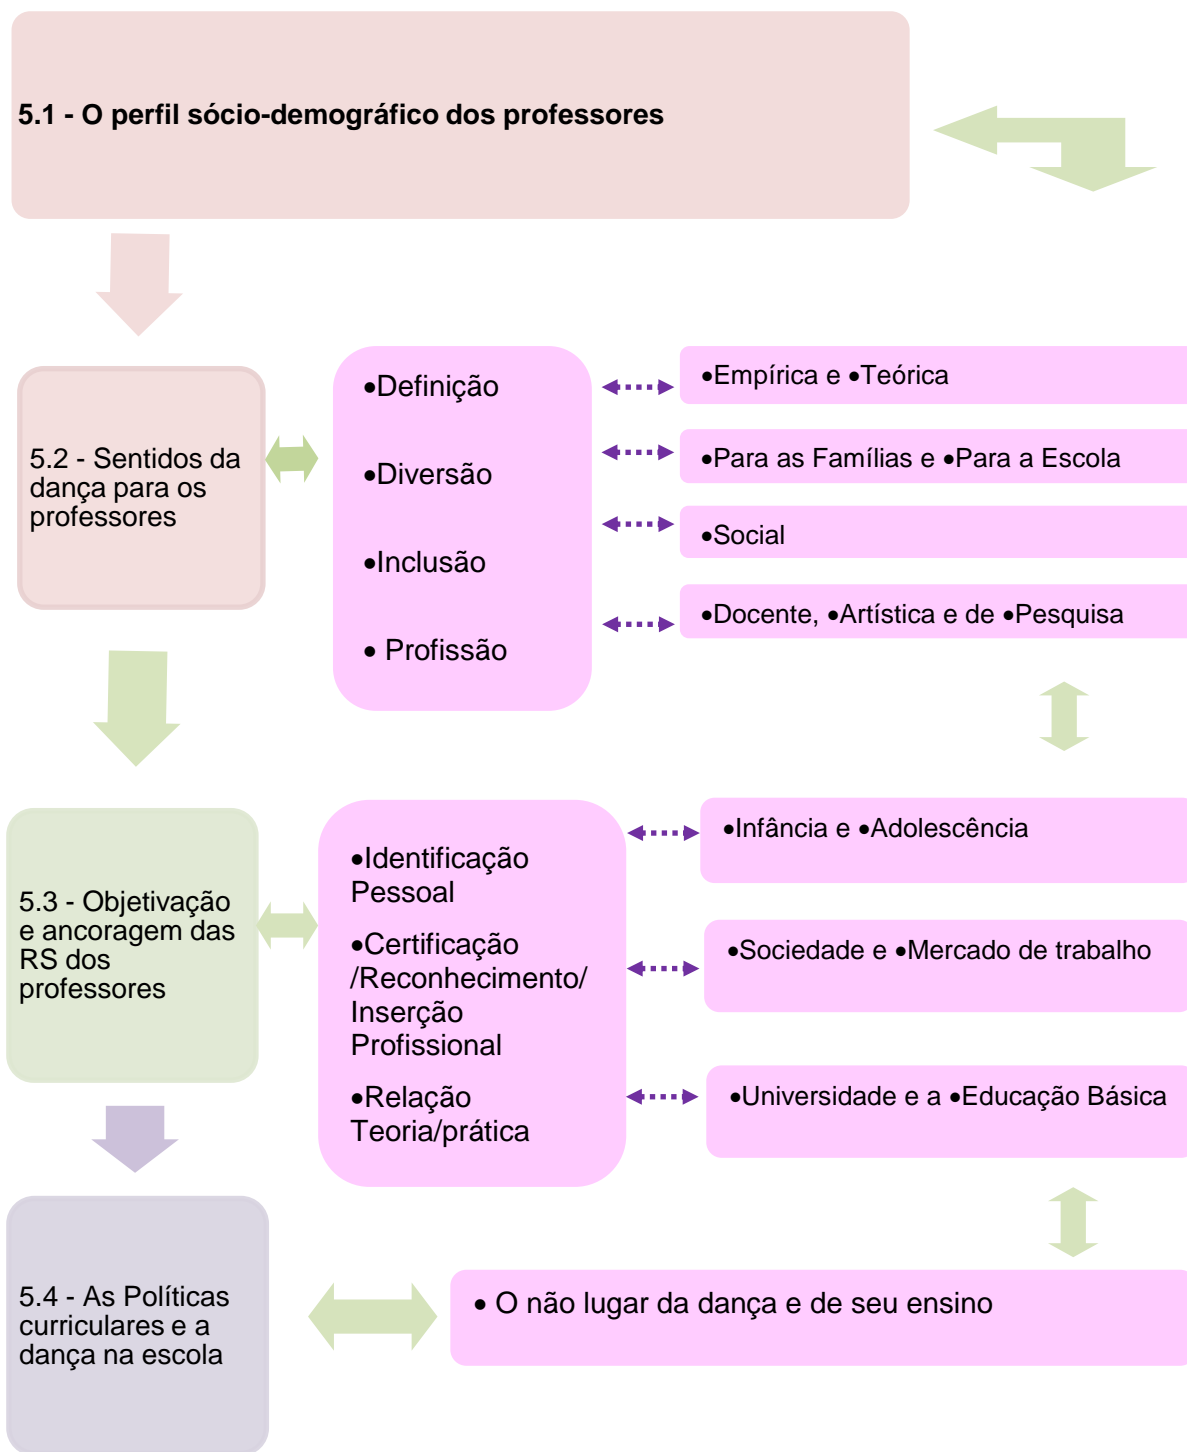 5.1 - O perfil sócio-demográfico dos professores
5.2 - Sentidos da
dança para os
professores
•Definição
•Diversão
•Inclusão
• Profissão
•Empírica e •Teórica
•Para as Famílias e •Para a Escola
•Social
•Docente, •Artística e de •Pesquisa
5.3 - Objetivação
e ancoragem das
RS dos
professores
•Identificação
Pessoal
•Certificação
/Reconhecimento/
Inserção
Profissional
•Relação
Teoria/prática
•Infância e •Adolescência
•Sociedade e •Mercado de trabalho
•Universidade e a •Educação Básica
5.4 - As Políticas
curriculares e a
dança na escola
• O não lugar da dança e de seu ensino